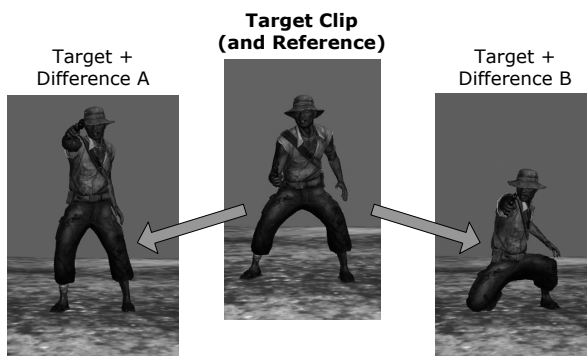 Target +
Difference A
Target Clip
(and Reference)
Target +
Difference B